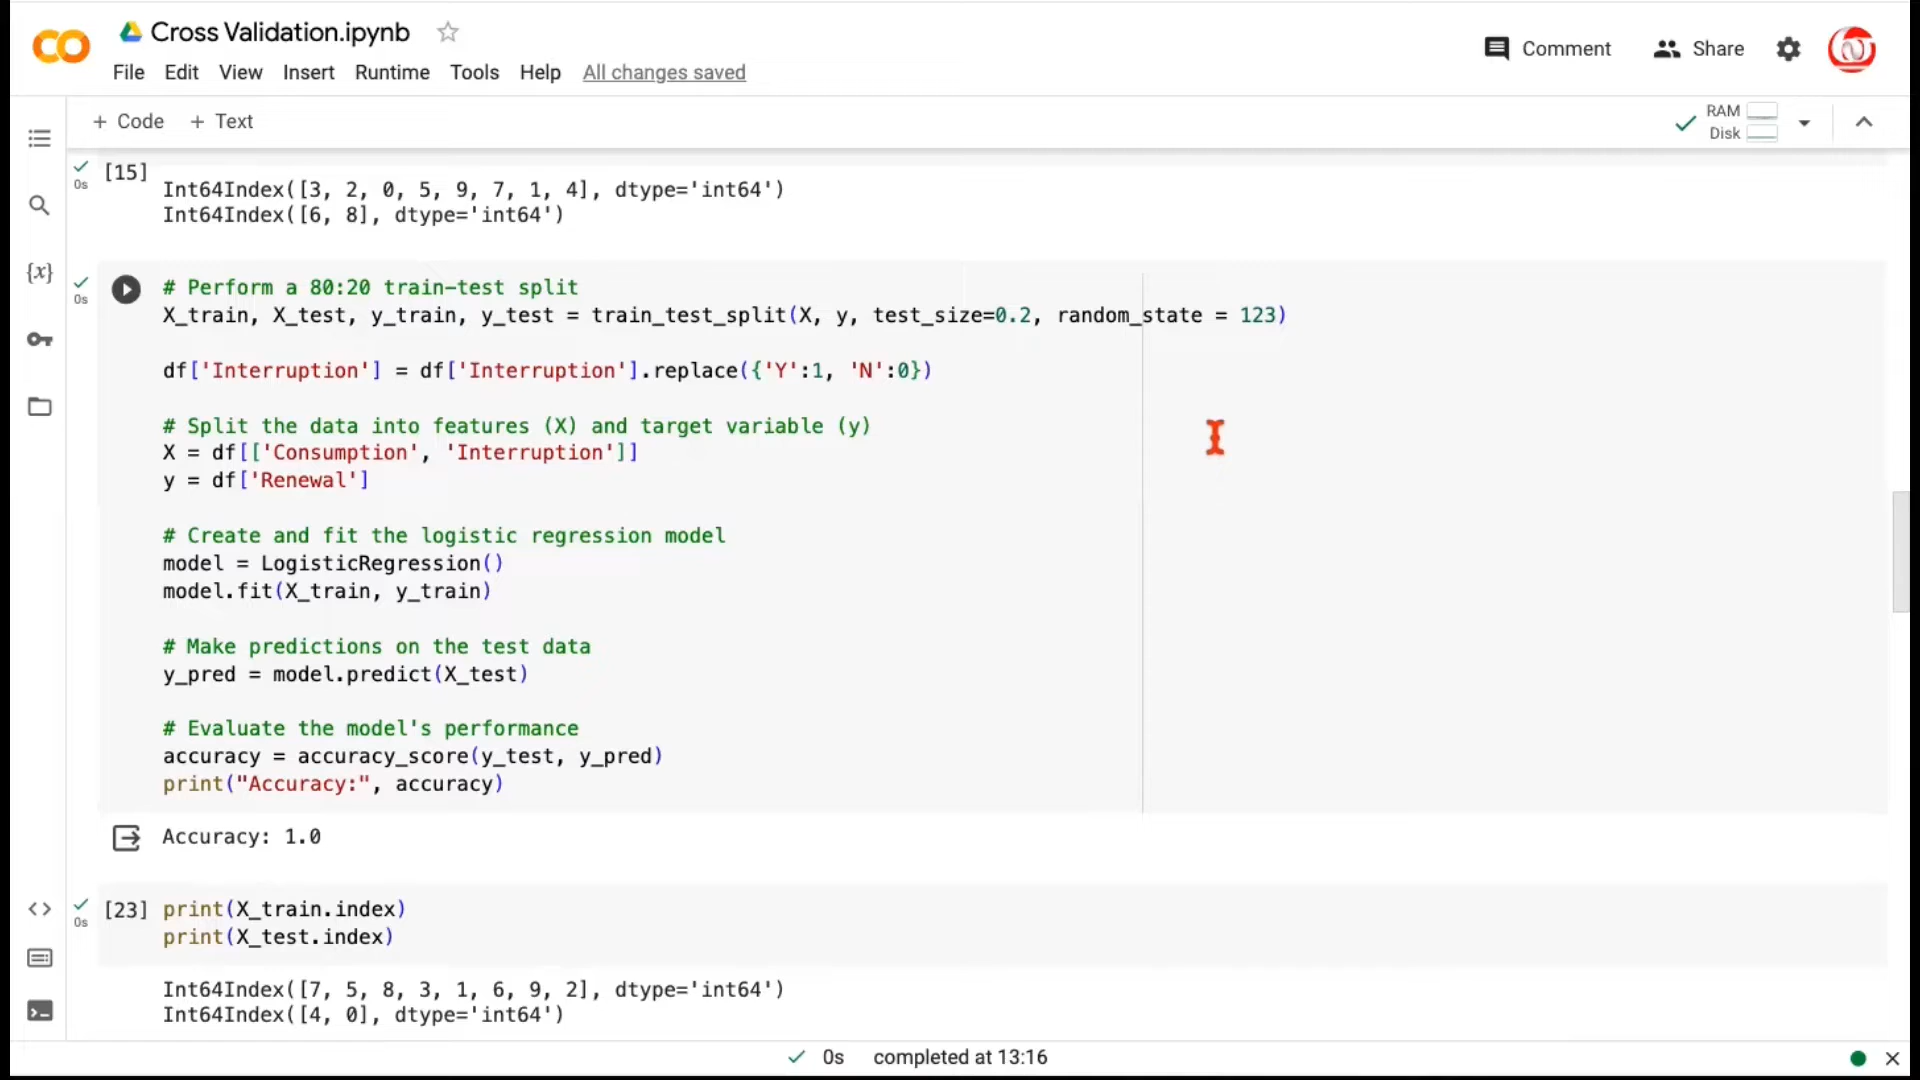 Cross Validation.ipynb
Comment
Share
File Edit View Insert Runtime Tools Help All changes saved
+ Code + Text
RAM
Disk
0s
[15]
Int64Index([3, 2, 0, 5, 9, 7, 1, 4], dtype='int64')
Int64Index([6, 8], dtype='int64')
{x}
0s
# Perform a 80:20 train-test split
X_train, X_test, y_train, y_test = train_test_split(X, y, test_size=0.2, random_state = 123)
df['Interruption'] = df['Interruption'].replace({'Y':1, 'N':0})
# Split the data into features (X) and target variable (y)
X = df[['Consumption', 'Interruption']]
y = df['Renewal']
# Create and fit the logistic regression model
model = LogisticRegression()
model.fit(X_train, y_train)
# Make predictions on the test data
y_pred = model.predict(X_test)
# Evaluate the model's performance
accuracy = accuracy_score(y_test, y_pred)
print("Accuracy:", accuracy)
Accuracy: 1.0
0s
[23] print(X_train.index)
print(X_test.index)
Int64Index([7, 5, 8, 3, 1, 6, 9, 2], dtype='int64')
Int64Index([4, 0], dtype='int64')
0s completed at 13:16